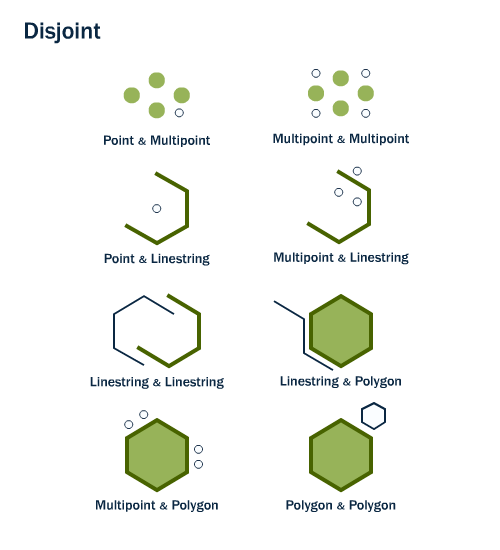 Disjoint
Point & Multipoint
Multipoint & Multipoint
Point & Linestring
Multipoint & Linestring
Linestring & Linestring
Linestring & Polygon
Multipoint & Polygon
Polygon & Polygon